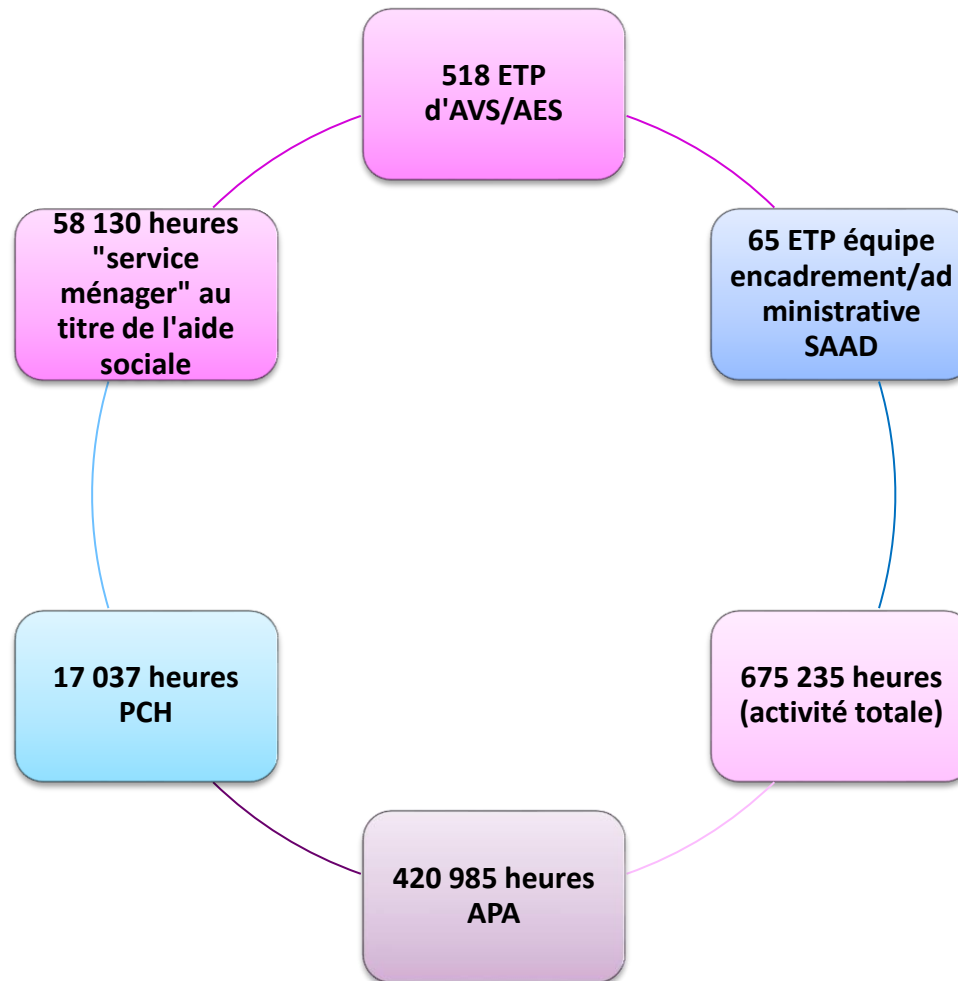 518 ETP
d'AVS/AES
65 ETP équipe
encadrement/ad
ministrative
SAAD
675 235 heures
(activité totale)
420 985 heures
APA
17 037 heures
PCH
58 130 heures
"service
ménager" au
titre de l'aide
sociale